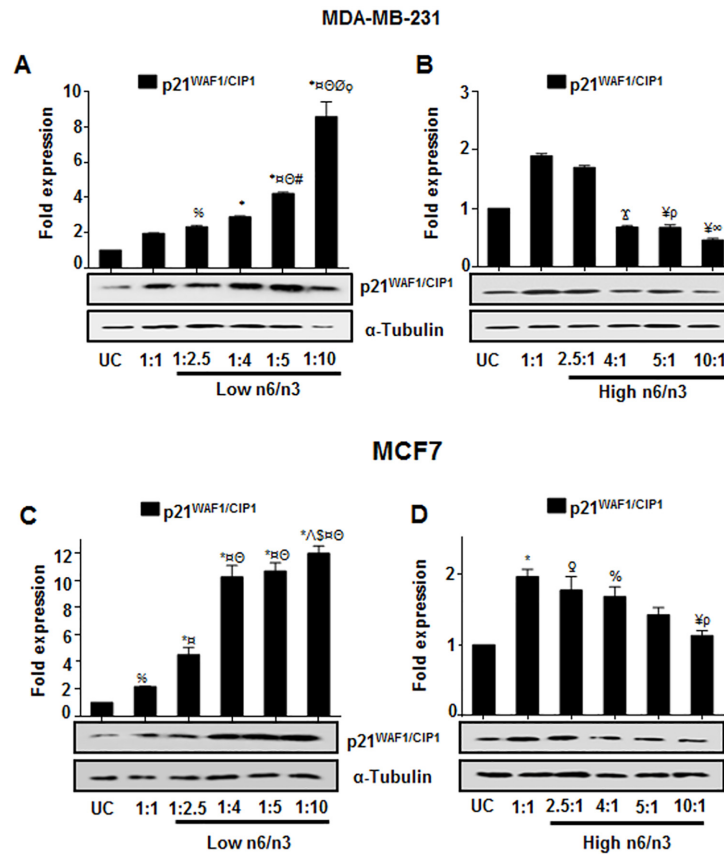 MDA-MB-231
A
p21WAF1/CIP1
10
8
6
4
2
0
Fold expression
%
*
*¤Θ#
*¤ΘØǫ
p21WAF1/CIP1
α-Tubulin
UC 1:1 1:2.5 1:4 1:5 1:10
Low n6/n3
B
p21WAF1/CIP1
3
2
1
0
Fold expression
¥ρ
¥∞
UC 1:1 2.5:1 4:1 5:1 10:1
High n6/n3
MCF7
C
p21WAF1/CIP1
12
10
8
6
4
2
0
Fold expression
%
*¤
*¤Θ
*¤Θ
*Λ$¤Θ
p21WAF1/CIP1
α-Tubulin
UC 1:1 1:2.5 1:4 1:5 1:10
Low n6/n3
D
p21WAF1/CIP1
2
1
0
Fold expression
*
♀
%
¥ρ
UC 1:1 2.5:1 4:1 5:1 10:1
High n6/n3